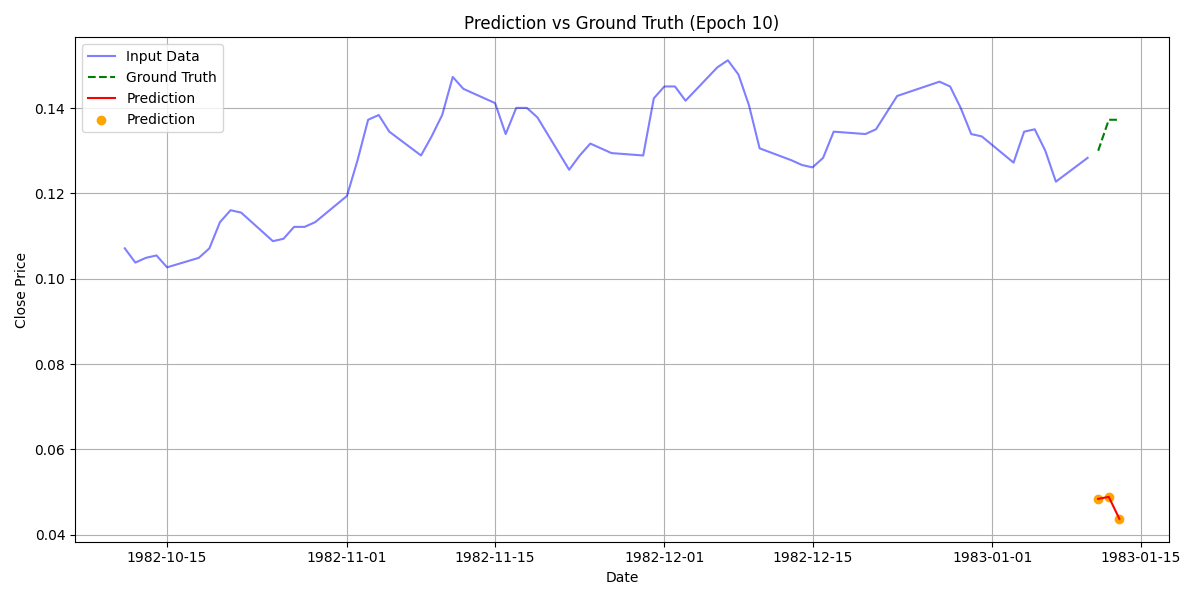 Prediction vs Ground Truth (Epoch 10)
Input Data
Ground Truth
Prediction
Prediction
Close Price
0.14
0.12
0.10
0.08
0.06
0.04
1982-10-15
1982-11-01
1982-11-15
1982-12-01
1982-12-15
1983-01-01
1983-01-15
Date